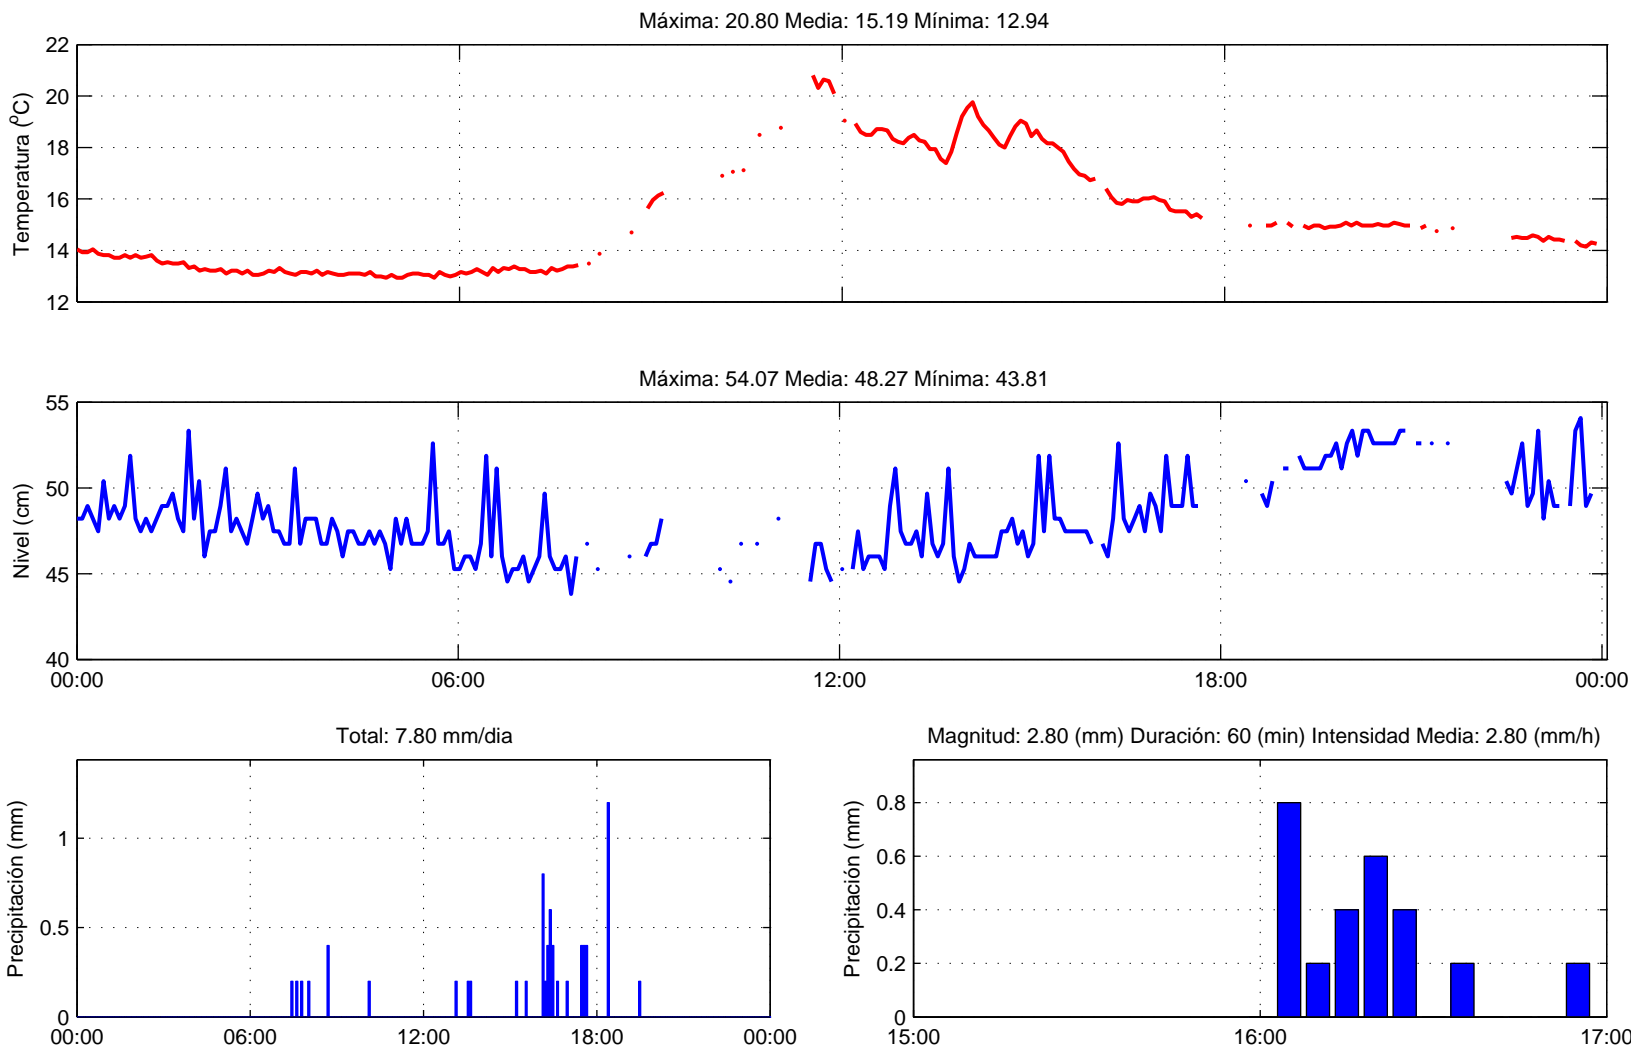 Máxima: 20.80 Media: 15.19 Mínima: 12.94
22
20
18
16
14
12
Temperatura (ºC)
Máxima: 54.07 Media: 48.27 Mínima: 43.81
55
50
45
40
Nivel (cm)
00:00 06:00 12:00 18:00 00:00
Total: 7.80 mm/dia
1
0.5
0
Precipitación (mm)
00:00 06:00 12:00 18:00 00:00
Magnitud: 2.80 (mm) Duración: 60 (min) Intensidad Media: 2.80 (mm/h)
0.8
0.6
0.4
0.2
0
Precipitación (mm)
15:00 16:00 17:00